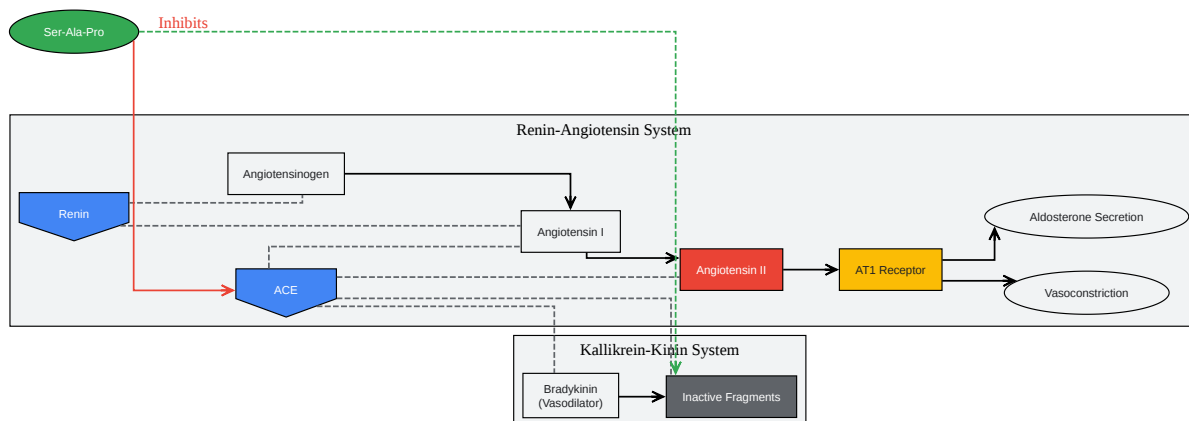 Ser-Ala-Pro
Inhibits
Renin-Angiotensin System
Angiotensinogen
Renin
Angiotensin I
Aldosterone Secretion
Angiotensin II
AT1 Receptor
ACE
Vasoconstriction
Kallikrein-Kinin System
Bradykinin
(Vasodilator)
Inactive Fragments